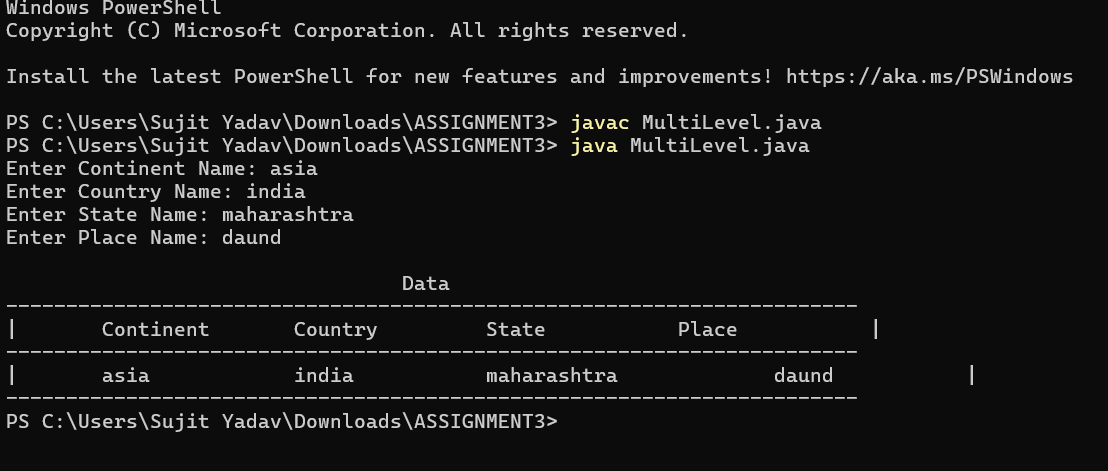 Windows PowerShell
Copyright (C) Microsoft Corporation. All rights reserved.
Install the latest PowerShell for new features and improvements! https://aka.ms/PSWindows
PS C:\Users\Sujit Yadav\Downloads\ASSIGNMENT3> javac MultiLevel.java
PS C:\Users\Sujit Yadav\Downloads\ASSIGNMENT3> java MultiLevel.java
Enter Continent Name: asia
Enter Country Name: india
Enter State Name: maharashtra
Enter Place Name: daund
Data
-----------------------------------------------------------------------
|       Continent       Country         State           Place           |
-----------------------------------------------------------------------
|       asia            india           maharashtra             daund           |
-----------------------------------------------------------------------
PS C:\Users\Sujit Yadav\Downloads\ASSIGNMENT3>